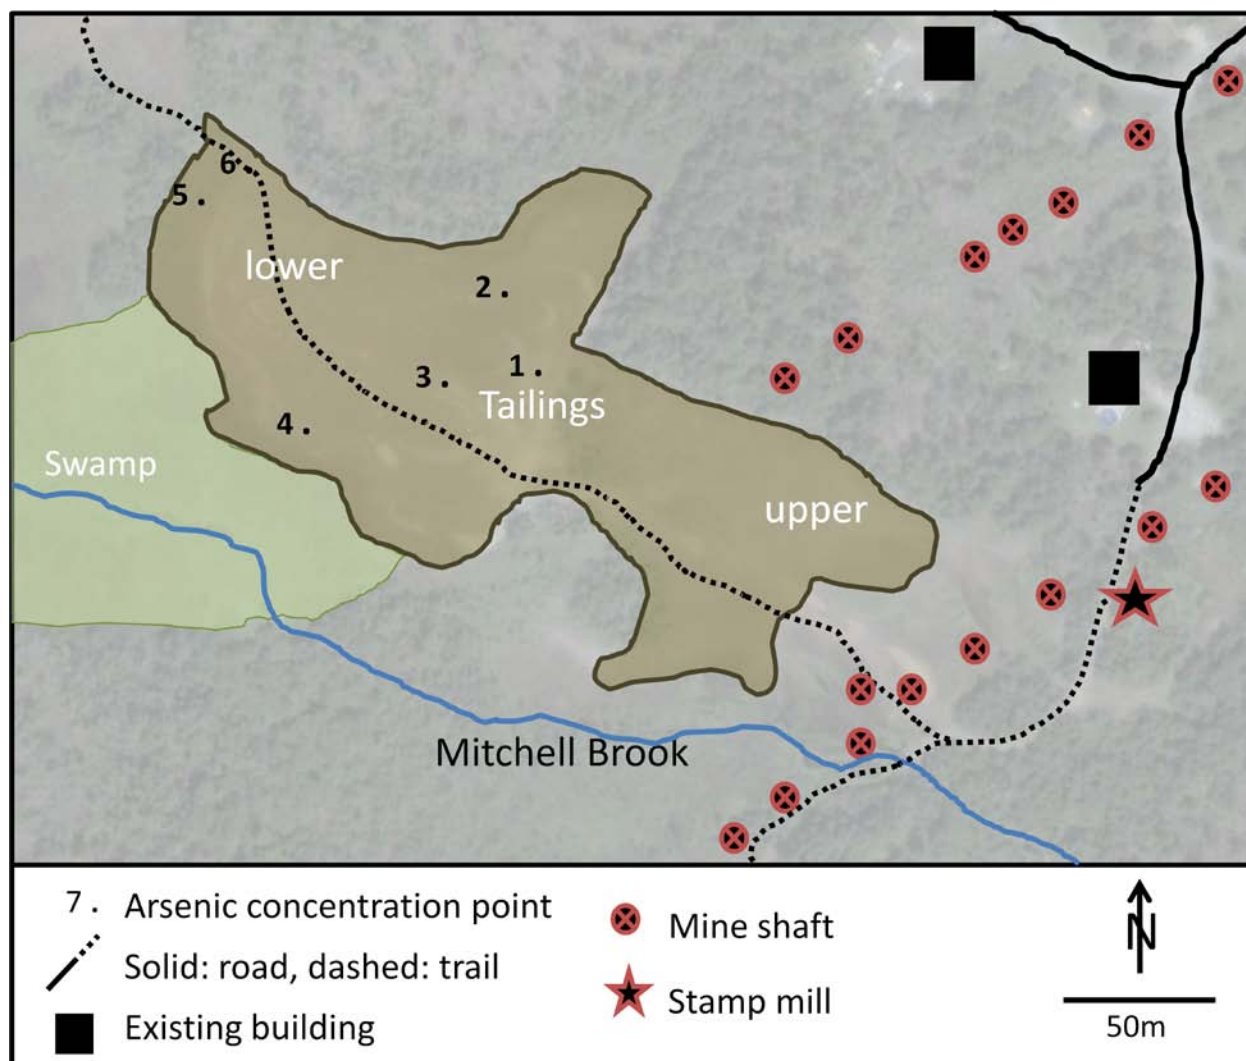 6
5 .
lower
2 .
1 .
3 .
Tailings
4 .
Swamp
upper
Mitchell Brook
7 . Arsenic concentration point
Solid: road, dashed: trail
Existing building
Mine shaft
Stamp mill
N
50m